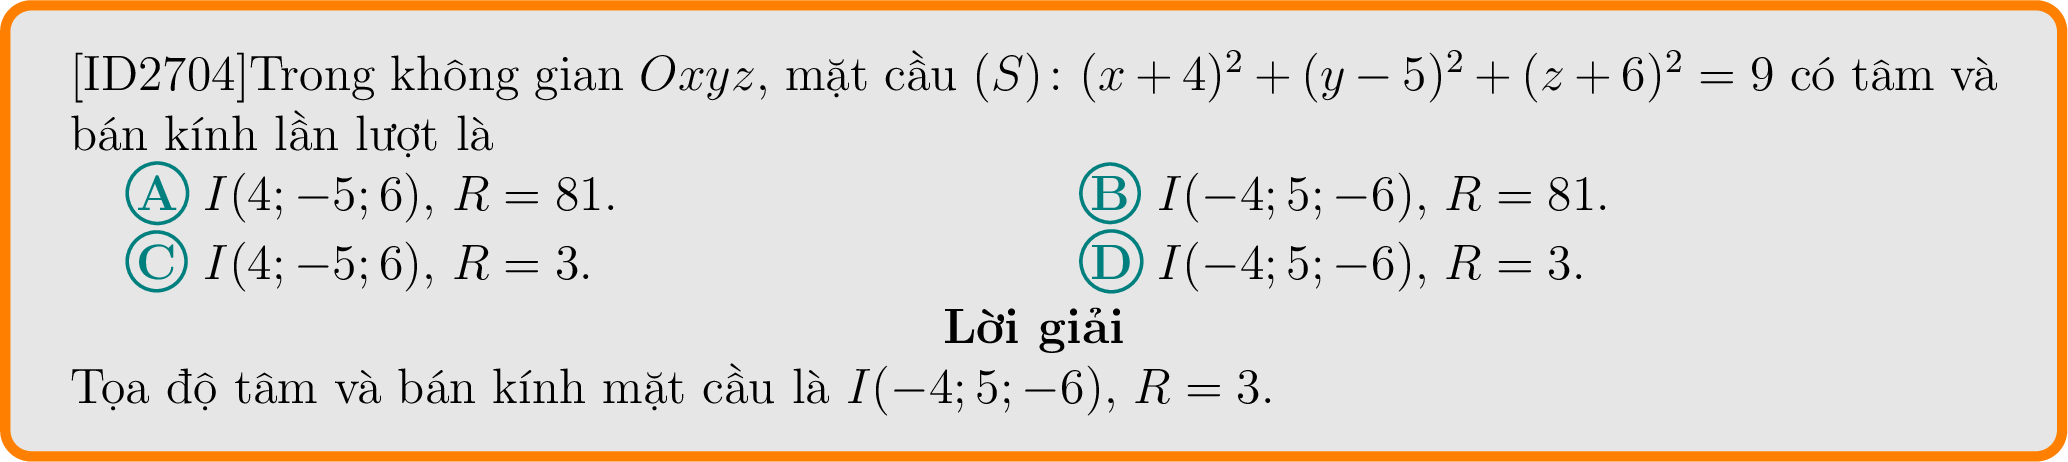 [ID2704]Trong không gian Oxyz, mặt cầu (S): (x + 4)² + (y − 5)² + (z + 6)² = 9 có tâm và
bán kính lần lượt là
A I(4; −5; 6), R = 81. B I(−4; 5; −6), R = 81.
C I(4; −5; 6), R = 3. D I(−4; 5; −6), R = 3.
Lời giải
Tọa độ tâm và bán kính mặt cầu là I(−4; 5; −6), R = 3.